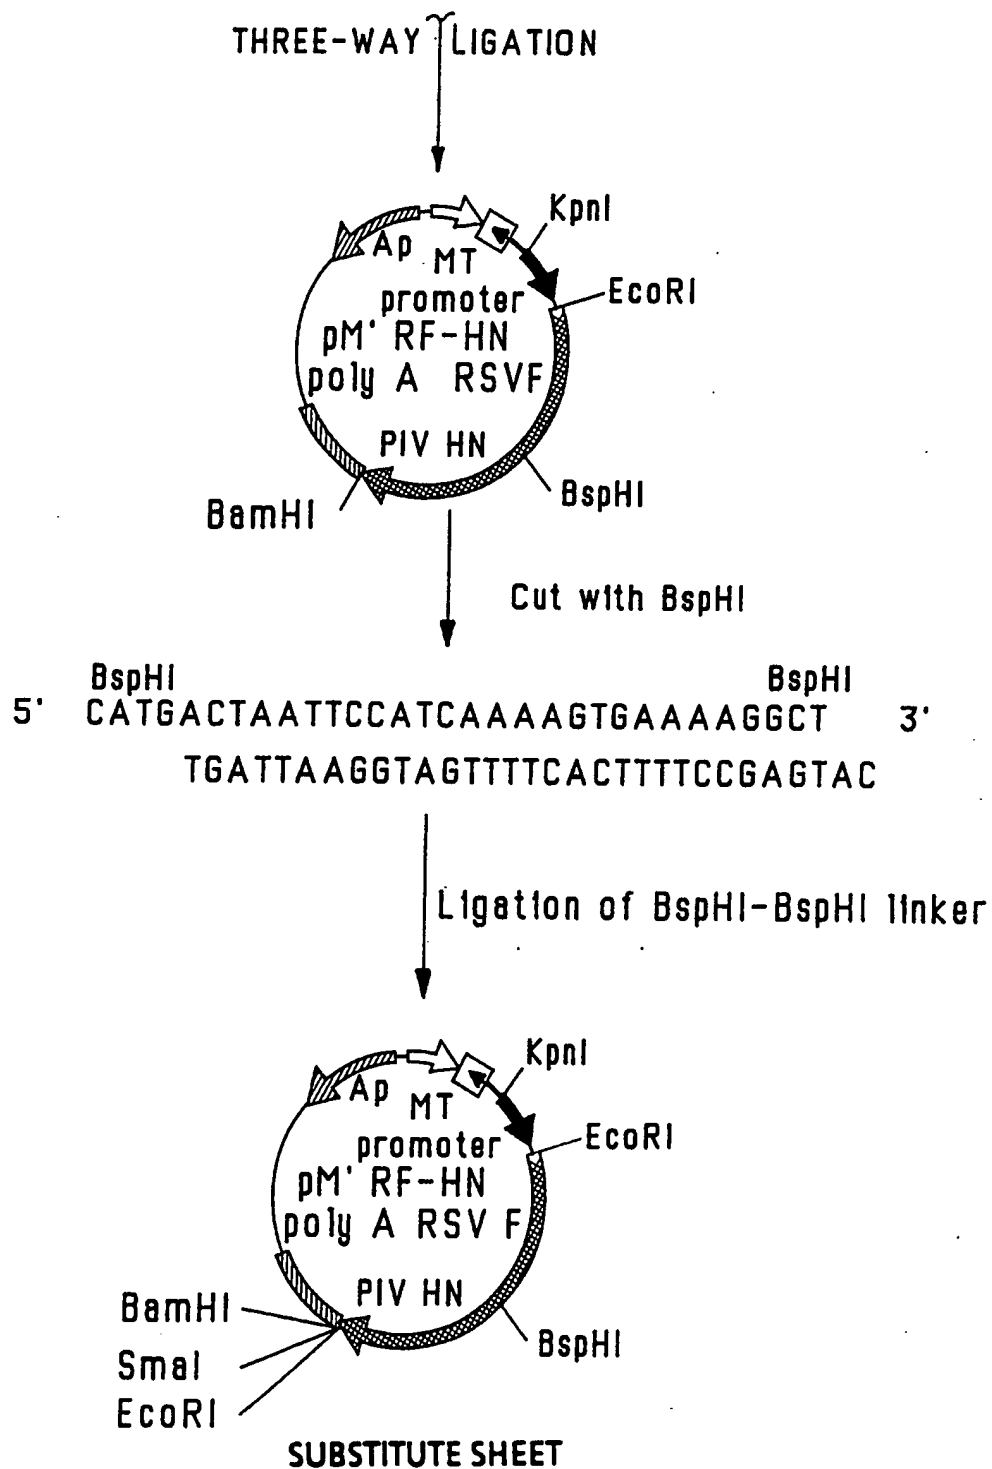 THREE-WAY LIGATION
KpnI
Ap
MT
promoter
EcoRI
pM' RF-HN
poly A RSVF
PIV HN
BspHI
BamHI
Cut with BspHI
BspHI BspHI
5' CATGACTAATTCCATCAAAAGTGAAAAGGCT 3'
TGATTAAGGTAGTTTTCACTTTTCCGAGTAC
Ligation of BspHI-BspHI linker
KpnI
Ap
MT
promoter
EcoRI
pM' RF-HN
poly A RSV F
PIV HN
BamHI
BspHI
SmaI
EcoRI
SUBSTITUTE SHEET